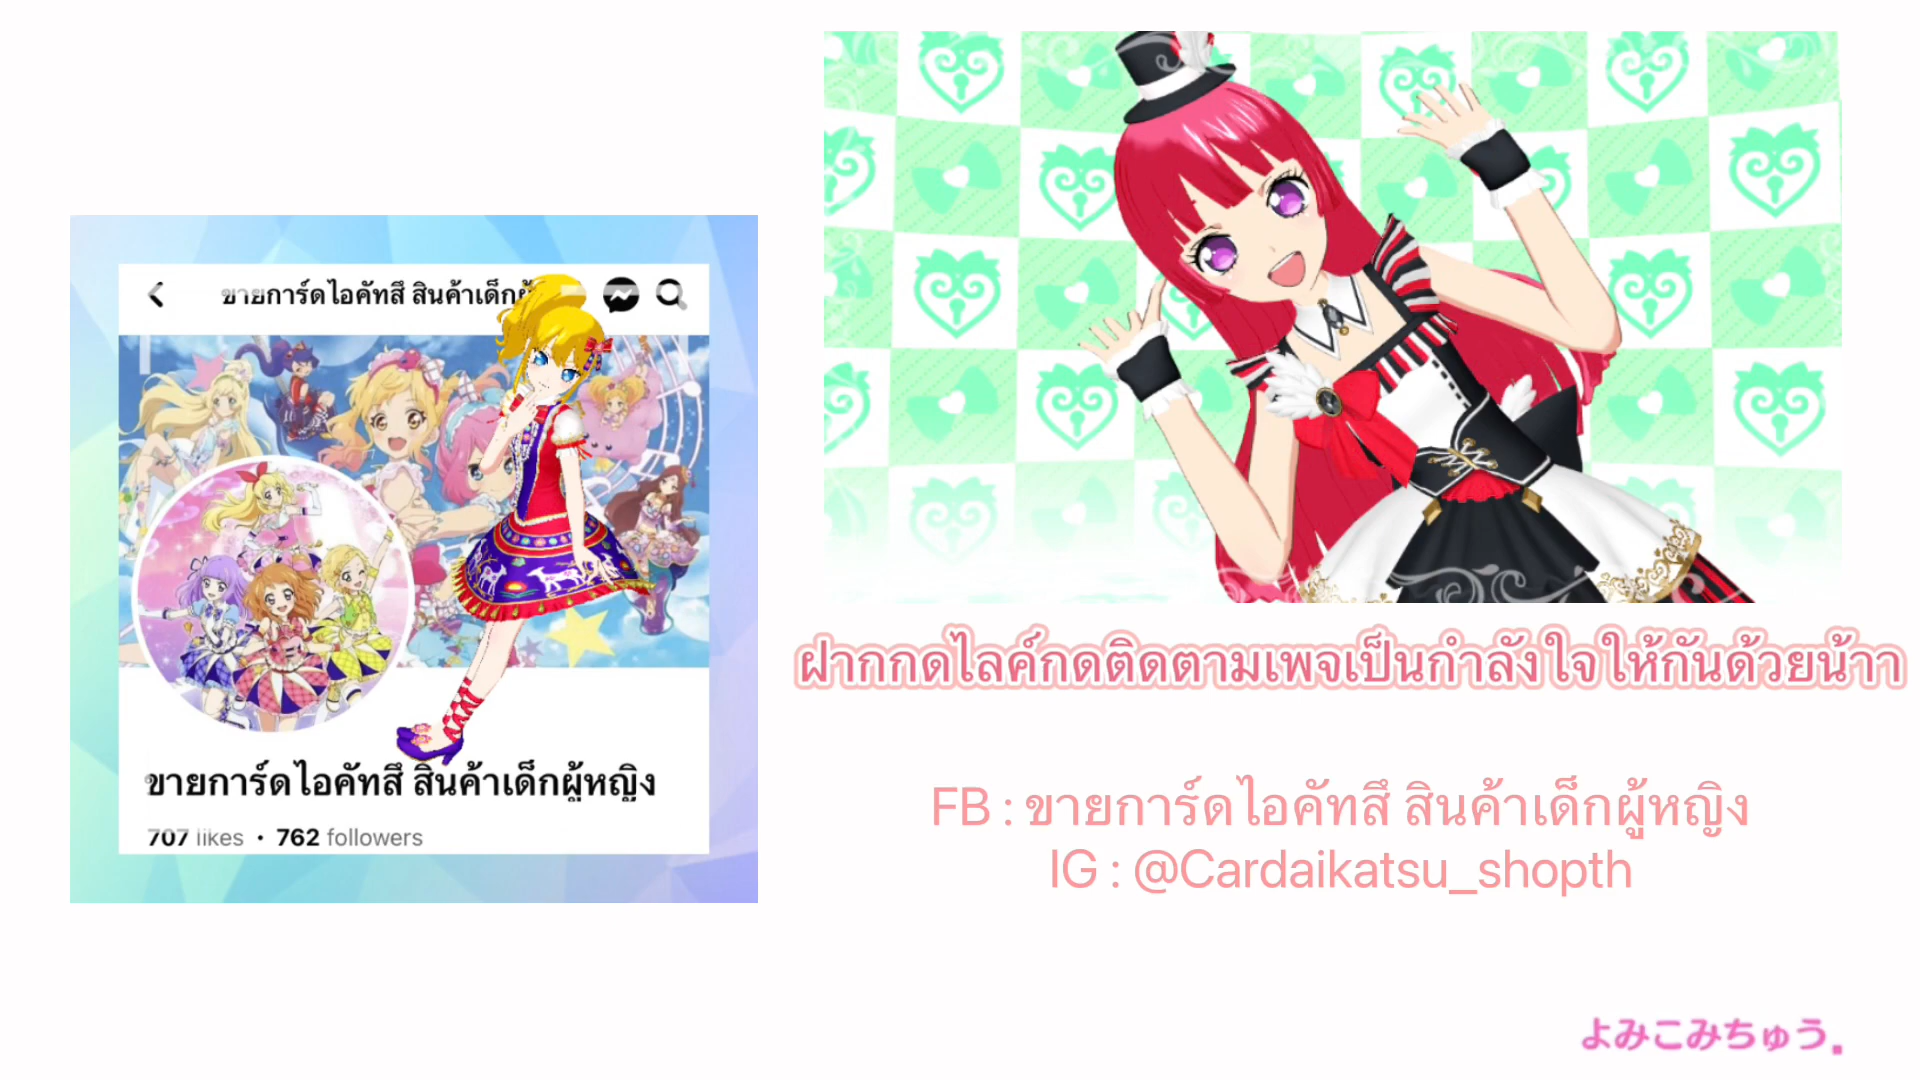 ขายการ์ดไอคัทสึ สินค้าเด็กผู้
ขายการ์ดไอคัทสึ สินค้าเด็กผู้หญิง
707 likes • 762 followers
ฝากกดไลค์กดติดตามเพจเป็นกำลังใจให้กันด้วยน้าา
FB : ขายการ์ดไอคัทสึ สินค้าเด็กผู้หญิง
IG : @Cardaikatsu_shopth
よみこみちゅう.